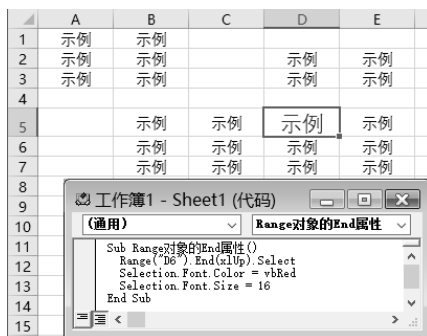 A B C D E
1 示例 示例
2 示例 示例 示例 示例
3 示例 示例 示例 示例
4
5 示例 示例 示例 示例
6 示例 示例 示例 示例
7 示例 示例 示例 示例
8
9
10
11
12
13
14
15
工作簿1 - Sheet1 (代码)
(通用) Range对象的End属性
Sub Range对象的End属性()
Range("D6").End(xlUp).Select
Selection.Font.Color = vbRed
Selection.Font.Size = 16
End Sub